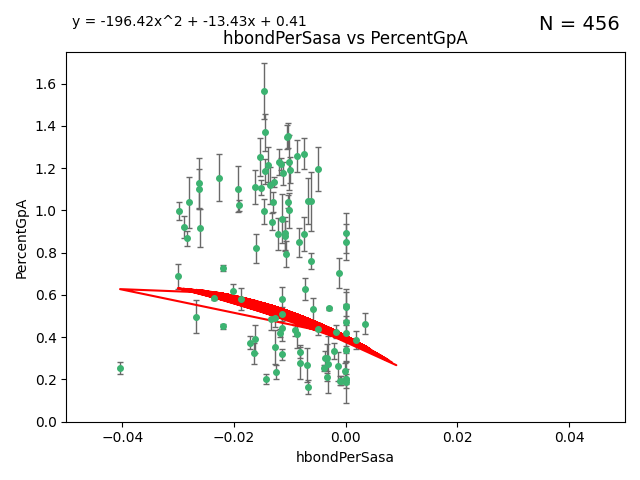 y = -196.42x^2 + -13.43x + 0.41
N = 456
hbondPerSasa vs PercentGpA
1.6
1.4
1.2
1.0
0.8
0.6
0.4
0.2
0.0
PercentGpA
−0.04
−0.02
0.00
0.02
0.04
hbondPerSasa